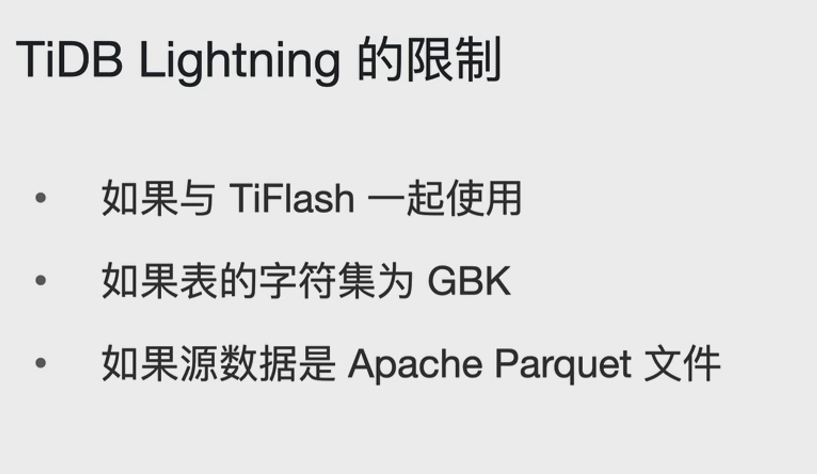 TiDB Lightning 的限制
• 如果与 TiFlash 一起使用
• 如果表的字符集为 GBK
• 如果源数据是 Apache Parquet 文件